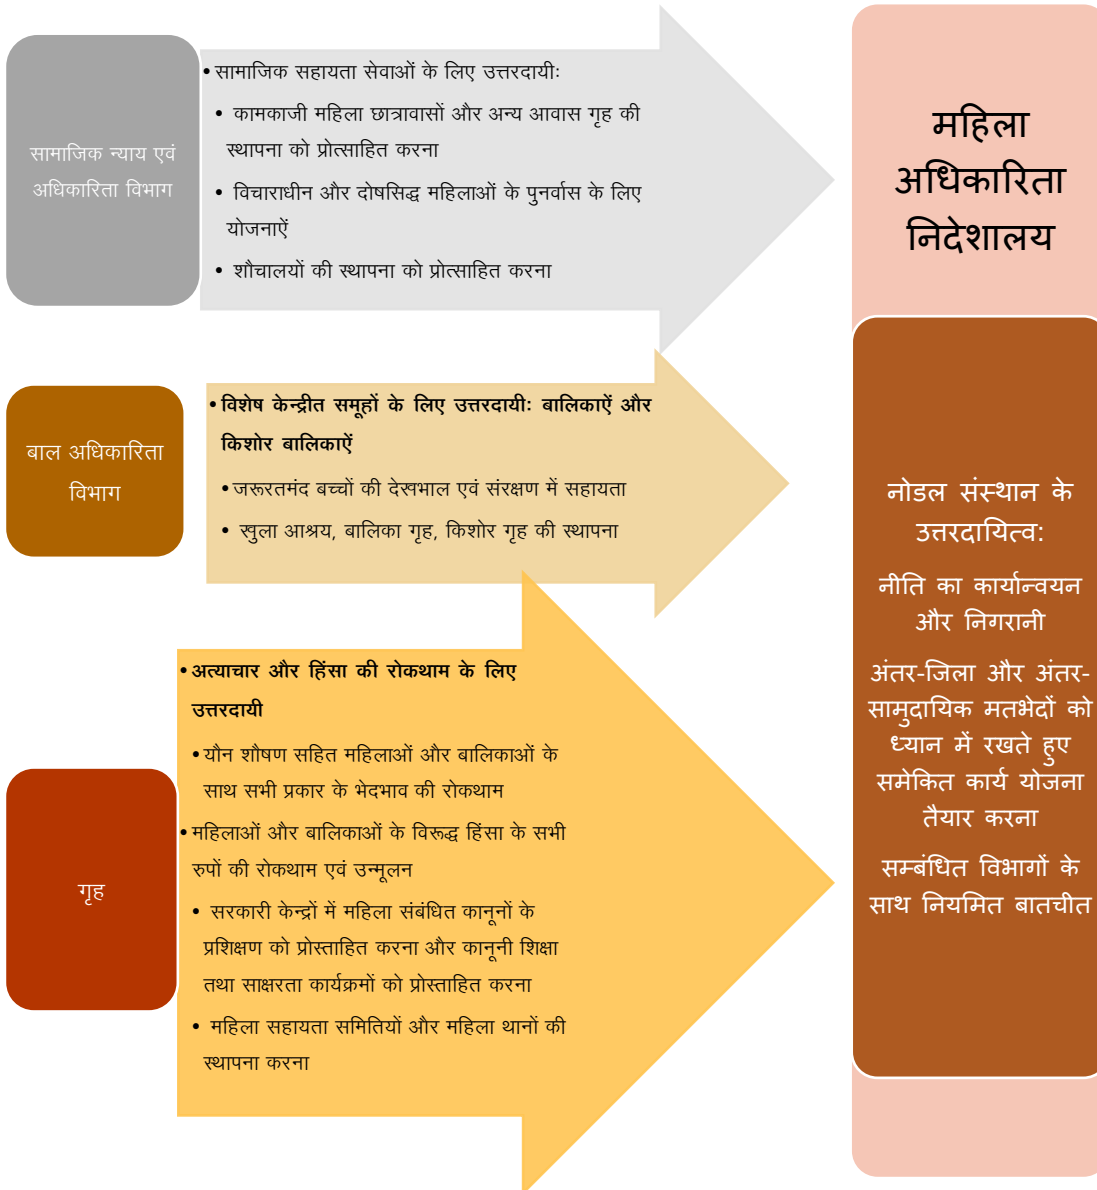 सामाजिक न्याय एवं
अधिकारिता विभाग
• सामाजिक सहायता सेवाओं के लिए उत्तरदायीः
• कामकाजी महिला छात्रावासों और अन्य आवास गृह की
स्थापना को प्रोत्साहित करना
• विचाराधीन और दोषसिद्ध महिलाओं के पुनर्वास के लिए
योजनाऐं
• शौचालयों की स्थापना को प्रोत्साहित करना
बाल अधिकारिता
विभाग
• विशेष केन्द्रीत समूहों के लिए उत्तरदायीः बालिकाऐं और
किशोर बालिकाऐं
• जरूरतमंद बच्चों की देखभाल एवं संरक्षण में सहायता
• खुला आश्रय, बालिका गृह, किशोर गृह की स्थापना
गृह
• अत्याचार और हिंसा की रोकथाम के लिए
उत्तरदायी
• यौन शौषण सहित महिलाओं और बालिकाओं के
साथ सभी प्रकार के भेदभाव की रोकथाम
• महिलाओं और बालिकाओं के विरूद्ध हिंसा के सभी
रुपों की रोकथाम एवं उन्मूलन
• सरकारी केन्द्रों में महिला संबंधित कानूनों के
प्रशिक्षण को प्रोस्ताहित करना और कानूनी शिक्षा
तथा साक्षरता कार्यक्रमों को प्रोस्ताहित करना
• महिला सहायता समितियों और महिला थानों की
स्थापना करना
महिला
अधिकारिता
निदेशालय
नोडल संस्थान के
उत्तरदायित्व:
नीति का कार्यान्वयन
और निगरानी
अंतर-जिला और अंतर-
सामुदायिक मतभेदों को
ध्यान में रखते हुए
समेकित कार्य योजना
तैयार करना
सम्बंधित विभागों के
साथ नियमित बातचीत